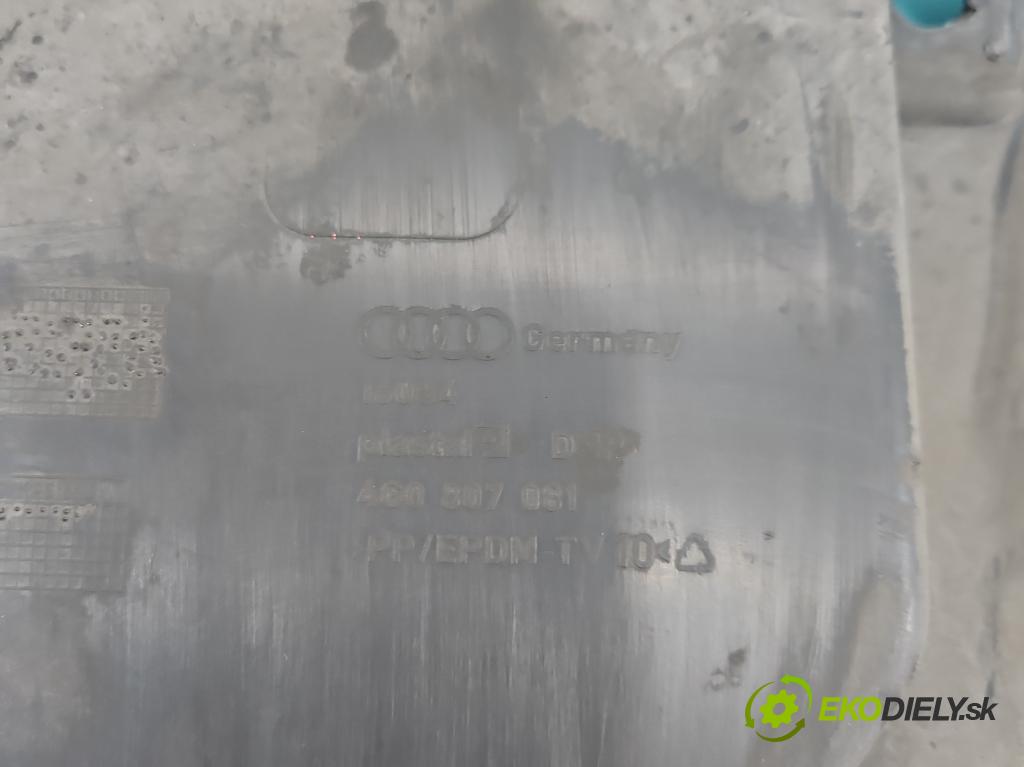 Germany
D
4G0 807 061
PP/EPDM-TV10<
EKODIELY.sk